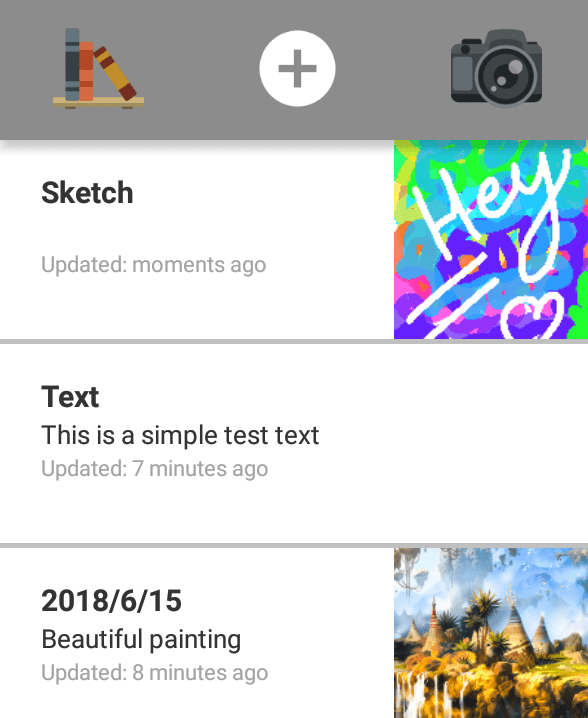 Sketch
Updated: moments ago
Hey
Text
This is a simple test text
Updated: 7 minutes ago
2018/6/15
Beautiful painting
Updated: 8 minutes ago